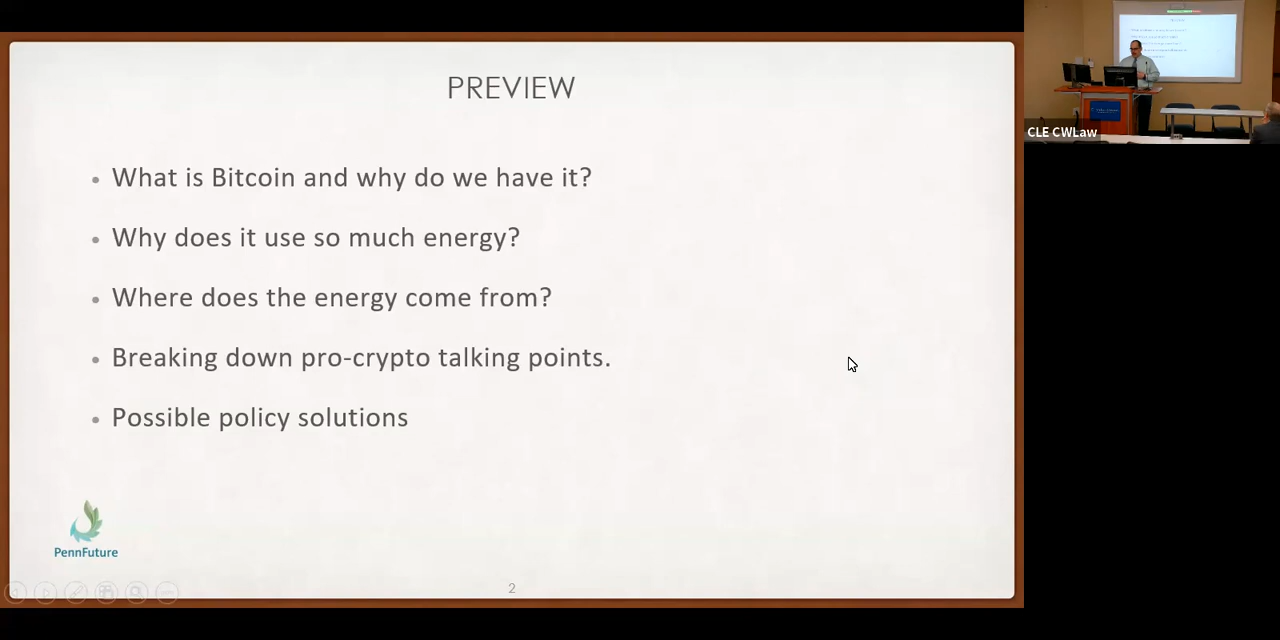 PREVIEW
What is Bitcoin and why do we have it?
Why does it use so much energy?
Where does the energy come from?
Breaking down pro-crypto talking points.
Possible policy solutions
PennFuture
2
CLE CWLaw